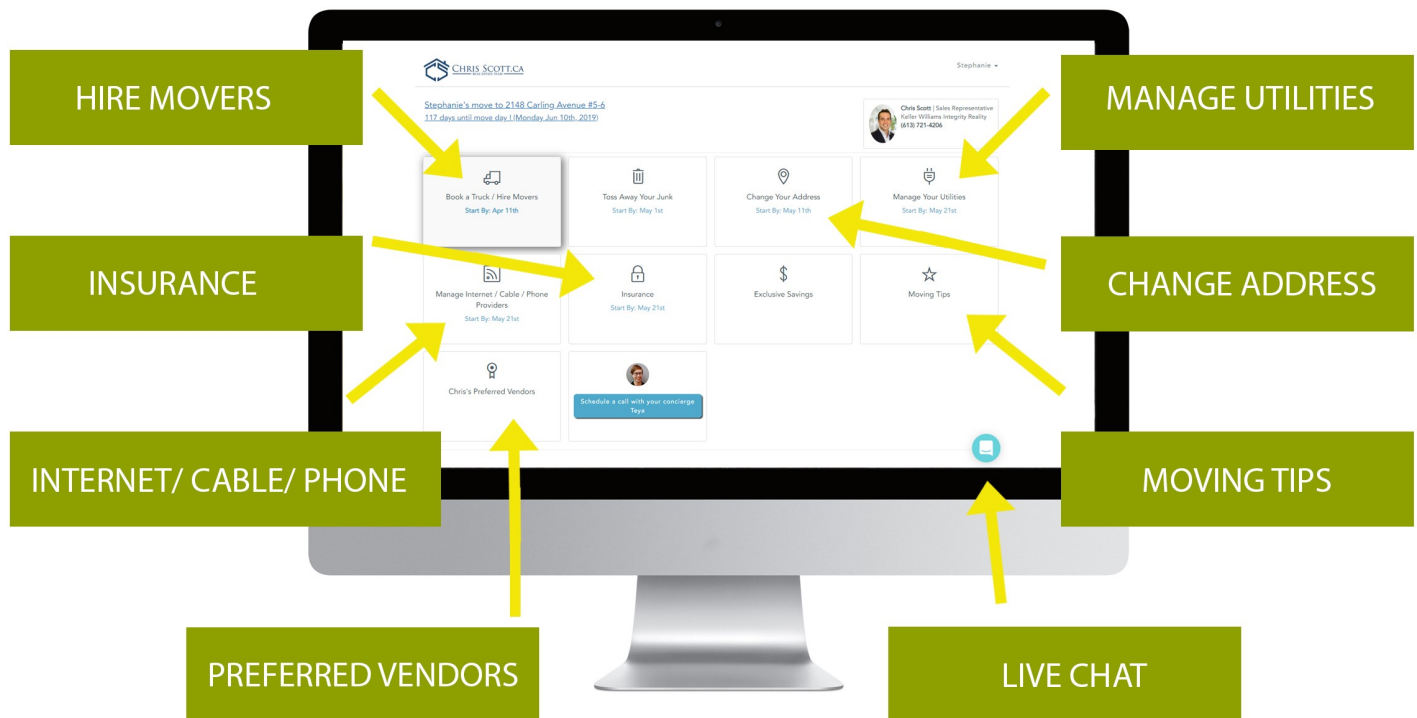 HIRE MOVERS
MANAGE UTILITIES
INSURANCE
CHANGE ADDRESS
INTERNET/ CABLE/ PHONE
MOVING TIPS
PREFERRED VENDORS
LIVE CHAT
CHRIS SCOTT.CA
REAL ESTATE TEAM
Stephanie
Stephanie's move to 2148 Carling Avenue #5-6
117 days until move day ! (Monday Jun 10th, 2019)
Chris Scott | Sales Representative
Keller Williams Integrity Reality
(613) 721-4206
Book a Truck / Hire Movers
Start By: Apr 11th
Toss Away Your Junk
Start By: May 1st
Change Your Address
Start By: May 11th
Manage Your Utilities
Start By: May 21st
Manage Internet / Cable / Phone
Providers
Start By: May 21st
Insurance
Start By: May 21st
Exclusive Savings
Moving Tips
Chris's Preferred Vendors
Schedule a call with your concierge
Taya